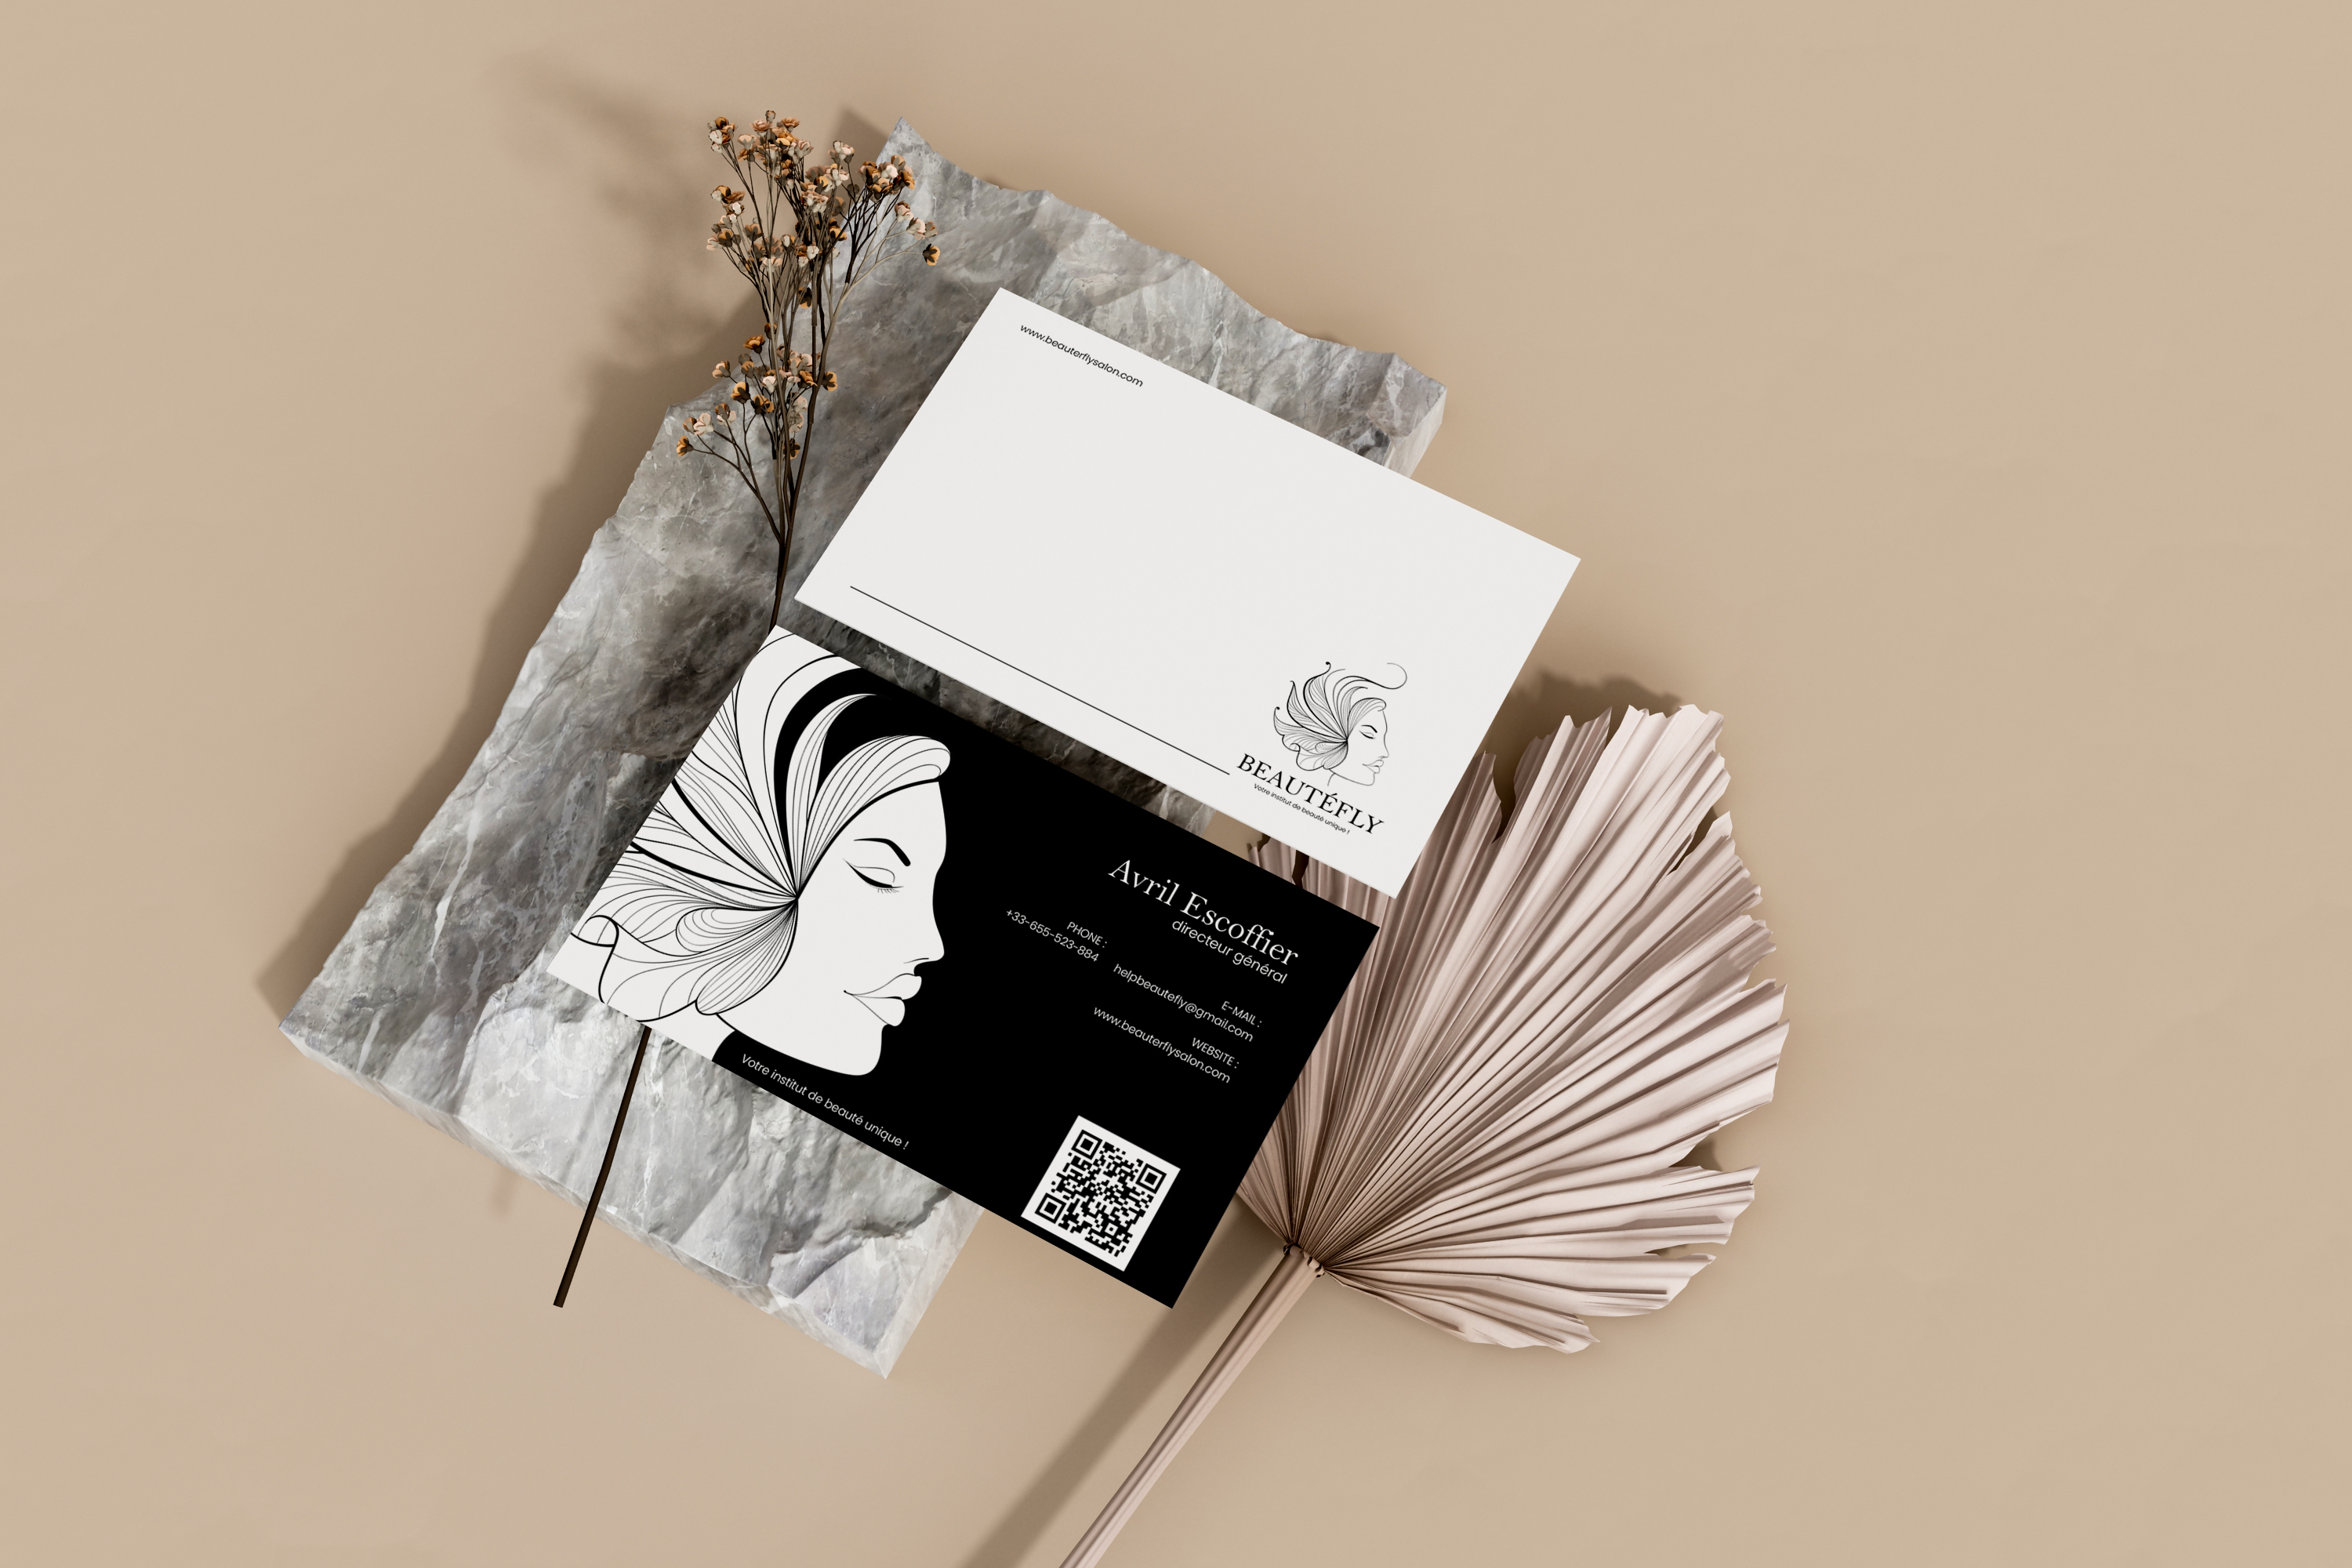 www.beauterflysalon.com
BEAUTÉFLY
Votre institut de beauté unique !
Avril Escoffier
directeur général
PHONE :
+33-655-523-884
E-MAIL :
helpbeautefly@gmail.com
WEBSITE :
www.beauterflysalon.com
Votre institut de beauté unique !